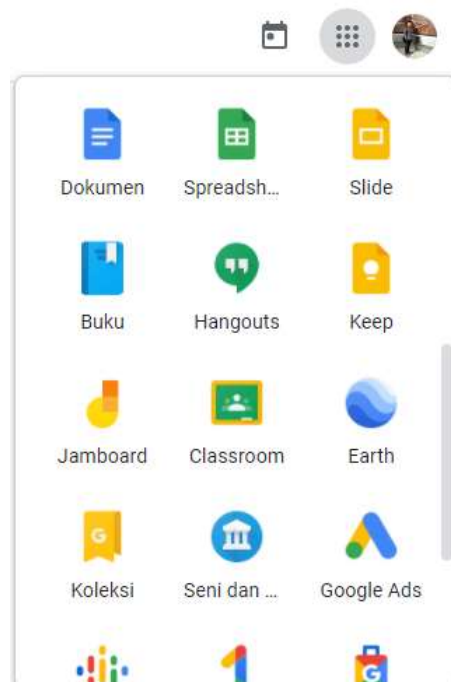 Dokumen Spreadsh... Slide
Buku Hangouts Keep
Jamboard Classroom Earth
G
Koleksi Seni dan ... Google Ads
G